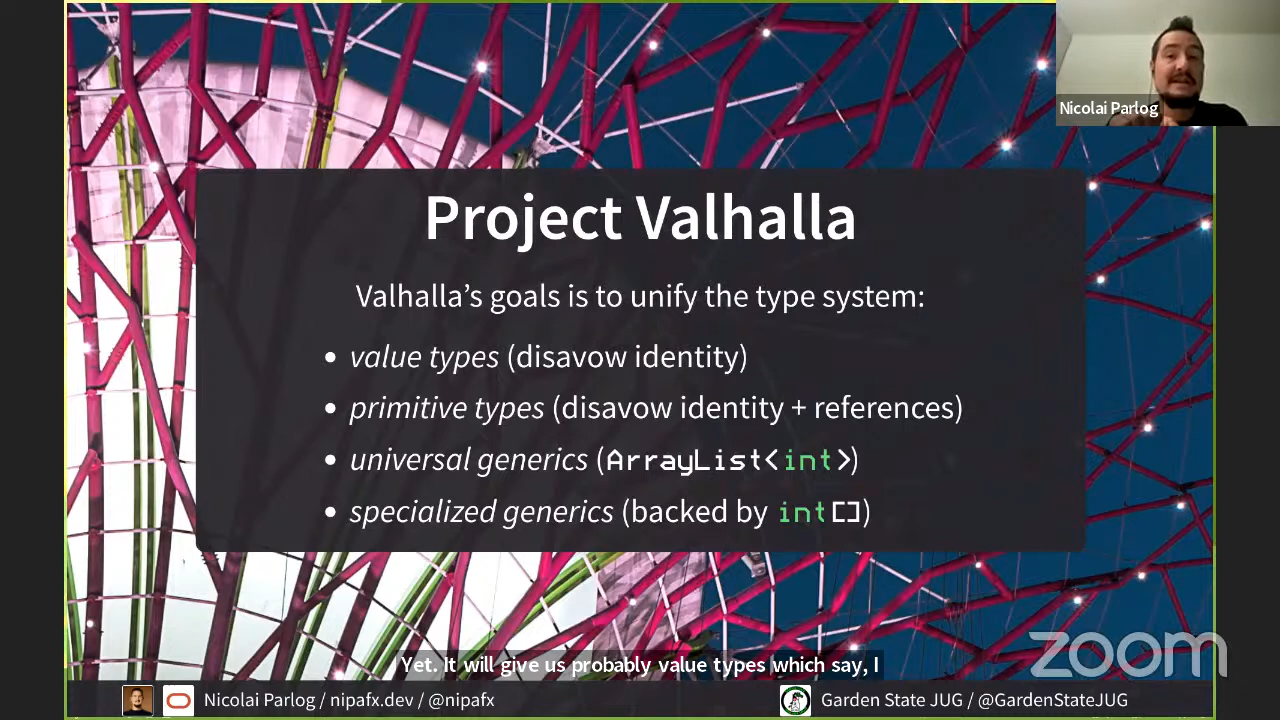 Nicolai Parlog
Project Valhalla
Valhalla’s goals is to unify the type system:
• value types (disavow identity)
• primitive types (disavow identity + references)
• universal generics (ArrayList<int>)
• specialized generics (backed by int[])
zoom
Yet. It will give us probably value types which say, I
Nicolai Parlog / nipafx.dev / @nipafx
Garden State JUG / @GardenStateJUG